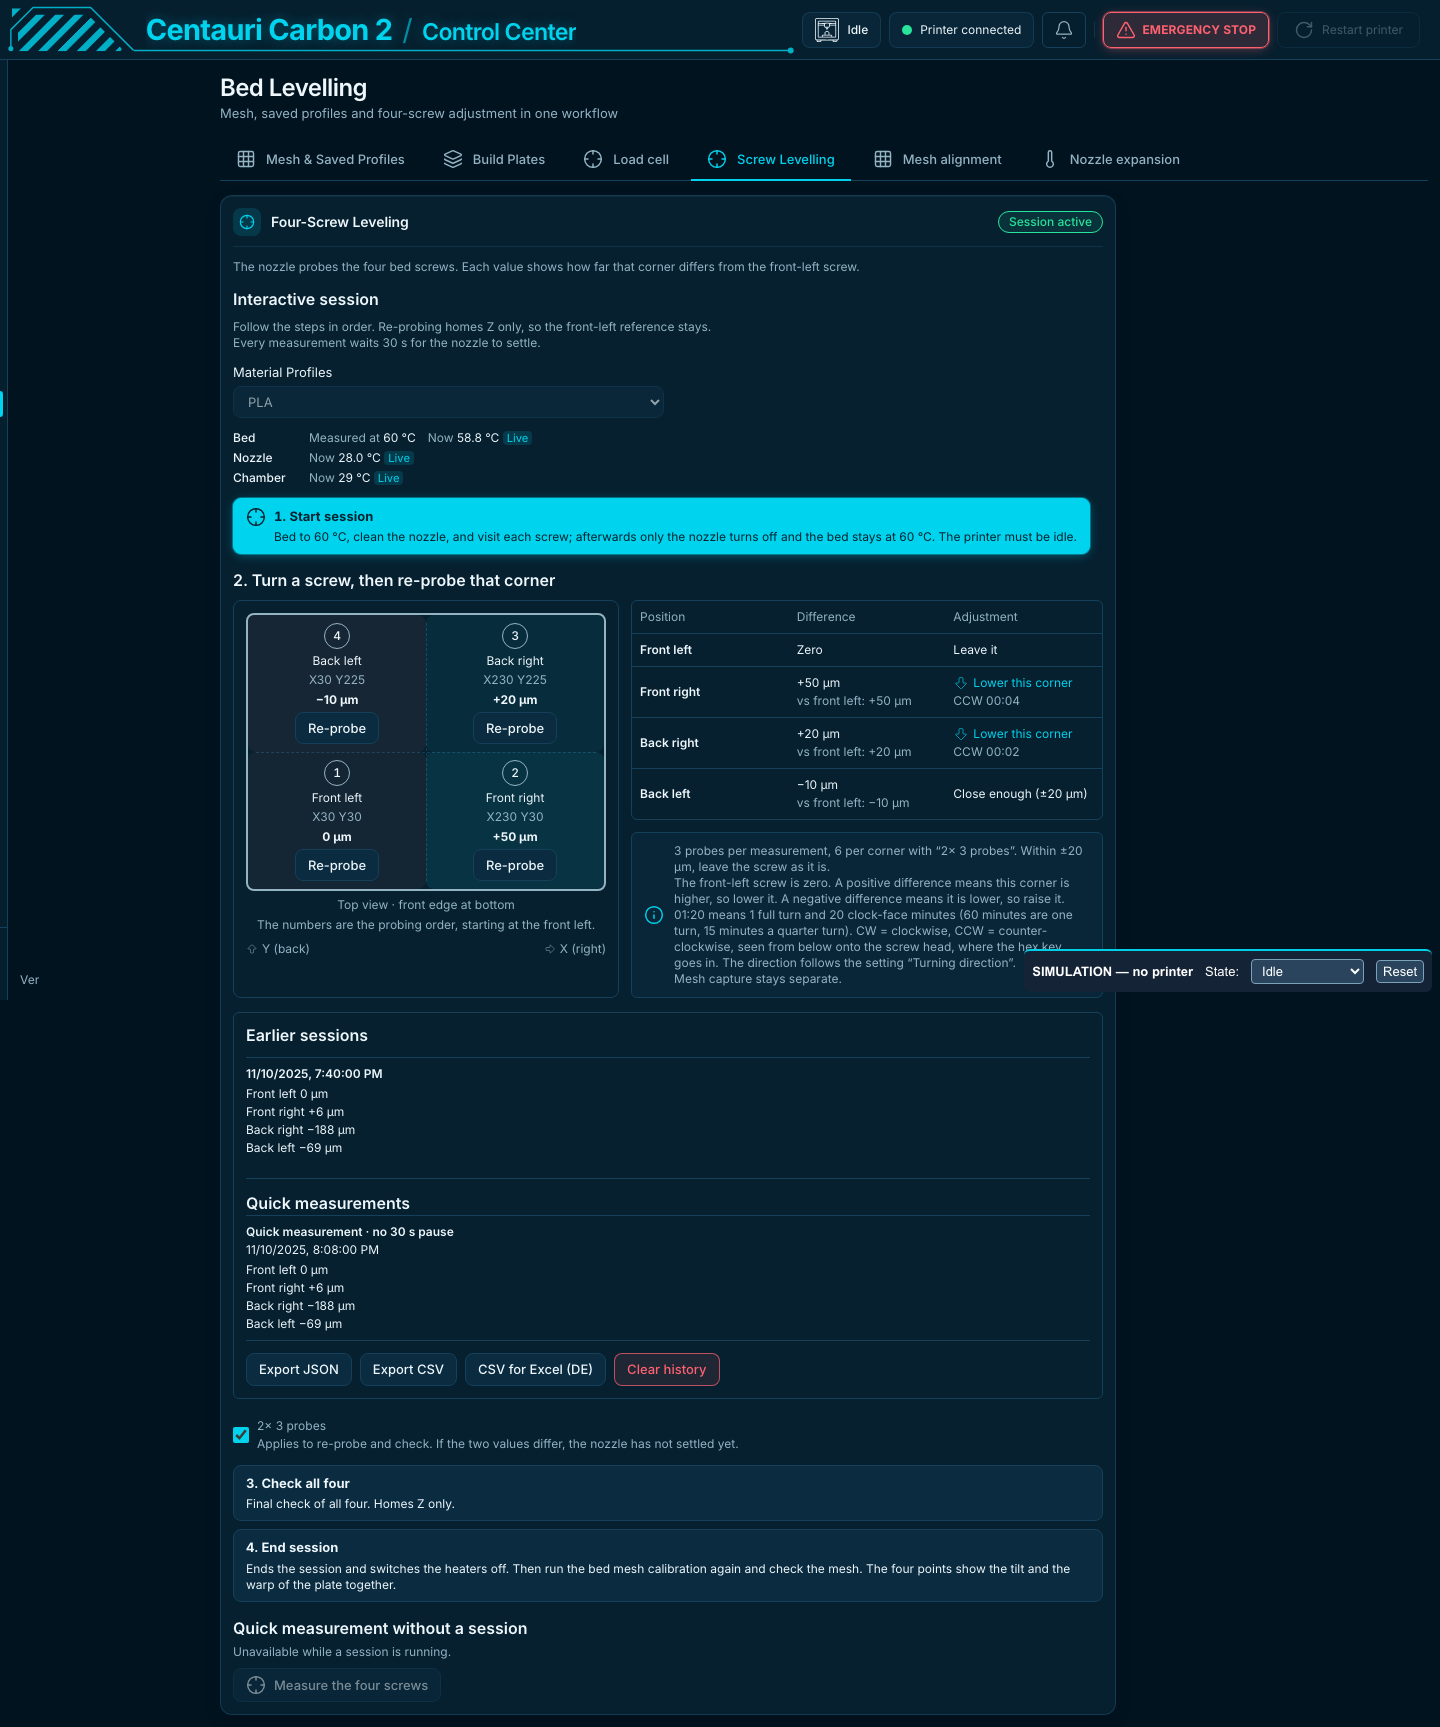 Centauri Carbon 2 / Control Center
Idle
Printer connected
EMERGENCY STOP
Restart printer
Bed Levelling
Mesh, saved profiles and four-screw adjustment in one workflow
Mesh & Saved Profiles
Build Plates
Load cell
Screw Levelling
Mesh alignment
Nozzle expansion
Four-Screw Leveling
Session active
The nozzle probes the four bed screws. Each value shows how far that corner differs from the front-left screw.
Interactive session
Follow the steps in order. Re-probing homes Z only, so the front-left reference stays.
Every measurement waits 30 s for the nozzle to settle.
Material Profiles
PLA
Bed Measured at 60 °C Now 58.8 °C Live
Nozzle Now 28.0 °C Live
Chamber Now 29 °C Live
1. Start session
Bed to 60 °C, clean the nozzle, and visit each screw; afterwards only the nozzle turns off and the bed stays at 60 °C. The printer must be idle.
2. Turn a screw, then re-probe that corner
4
Back left
X30 Y225
−10 µm
Re-probe
3
Back right
X230 Y225
+20 µm
Re-probe
1
Front left
X30 Y30
0 µm
Re-probe
2
Front right
X230 Y30
+50 µm
Re-probe
Top view · front edge at bottom
The numbers are the probing order, starting at the front left.
Y (back)
X (right)
Position Difference Adjustment
Front left Zero Leave it
Front right
+50 µm
vs front left: +50 µm
Lower this corner
CCW 00:04
Back right
+20 µm
vs front left: +20 µm
Lower this corner
CCW 00:02
Back left
−10 µm
vs front left: −10 µm
Close enough (±20 µm)
3 probes per measurement, 6 per corner with “2× 3 probes”. Within ±20
µm, leave the screw as it is.
The front-left screw is zero. A positive difference means this corner is
higher, so lower it. A negative difference means it is lower, so raise it.
01:20 means 1 full turn and 20 clock-face minutes (60 minutes are one
turn, 15 minutes a quarter turn). CW = clockwise, CCW = counter-
clockwise, seen from below onto the screw head, where the hex key
goes in. The direction follows the setting “Turning direction”.
Mesh capture stays separate.
Ver
SIMULATION — no printer
State:
Idle
Reset
Earlier sessions
11/10/2025, 7:40:00 PM
Front left 0 µm
Front right +6 µm
Back right −188 µm
Back left −69 µm
Quick measurements
Quick measurement · no 30 s pause
11/10/2025, 8:08:00 PM
Front left 0 µm
Front right +6 µm
Back right −188 µm
Back left −69 µm
Export JSON
Export CSV
CSV for Excel (DE)
Clear history
2× 3 probes
Applies to re-probe and check. If the two values differ, the nozzle has not settled yet.
3. Check all four
Final check of all four. Homes Z only.
4. End session
Ends the session and switches the heaters off. Then run the bed mesh calibration again and check the mesh. The four points show the tilt and the
warp of the plate together.
Quick measurement without a session
Unavailable while a session is running.
Measure the four screws